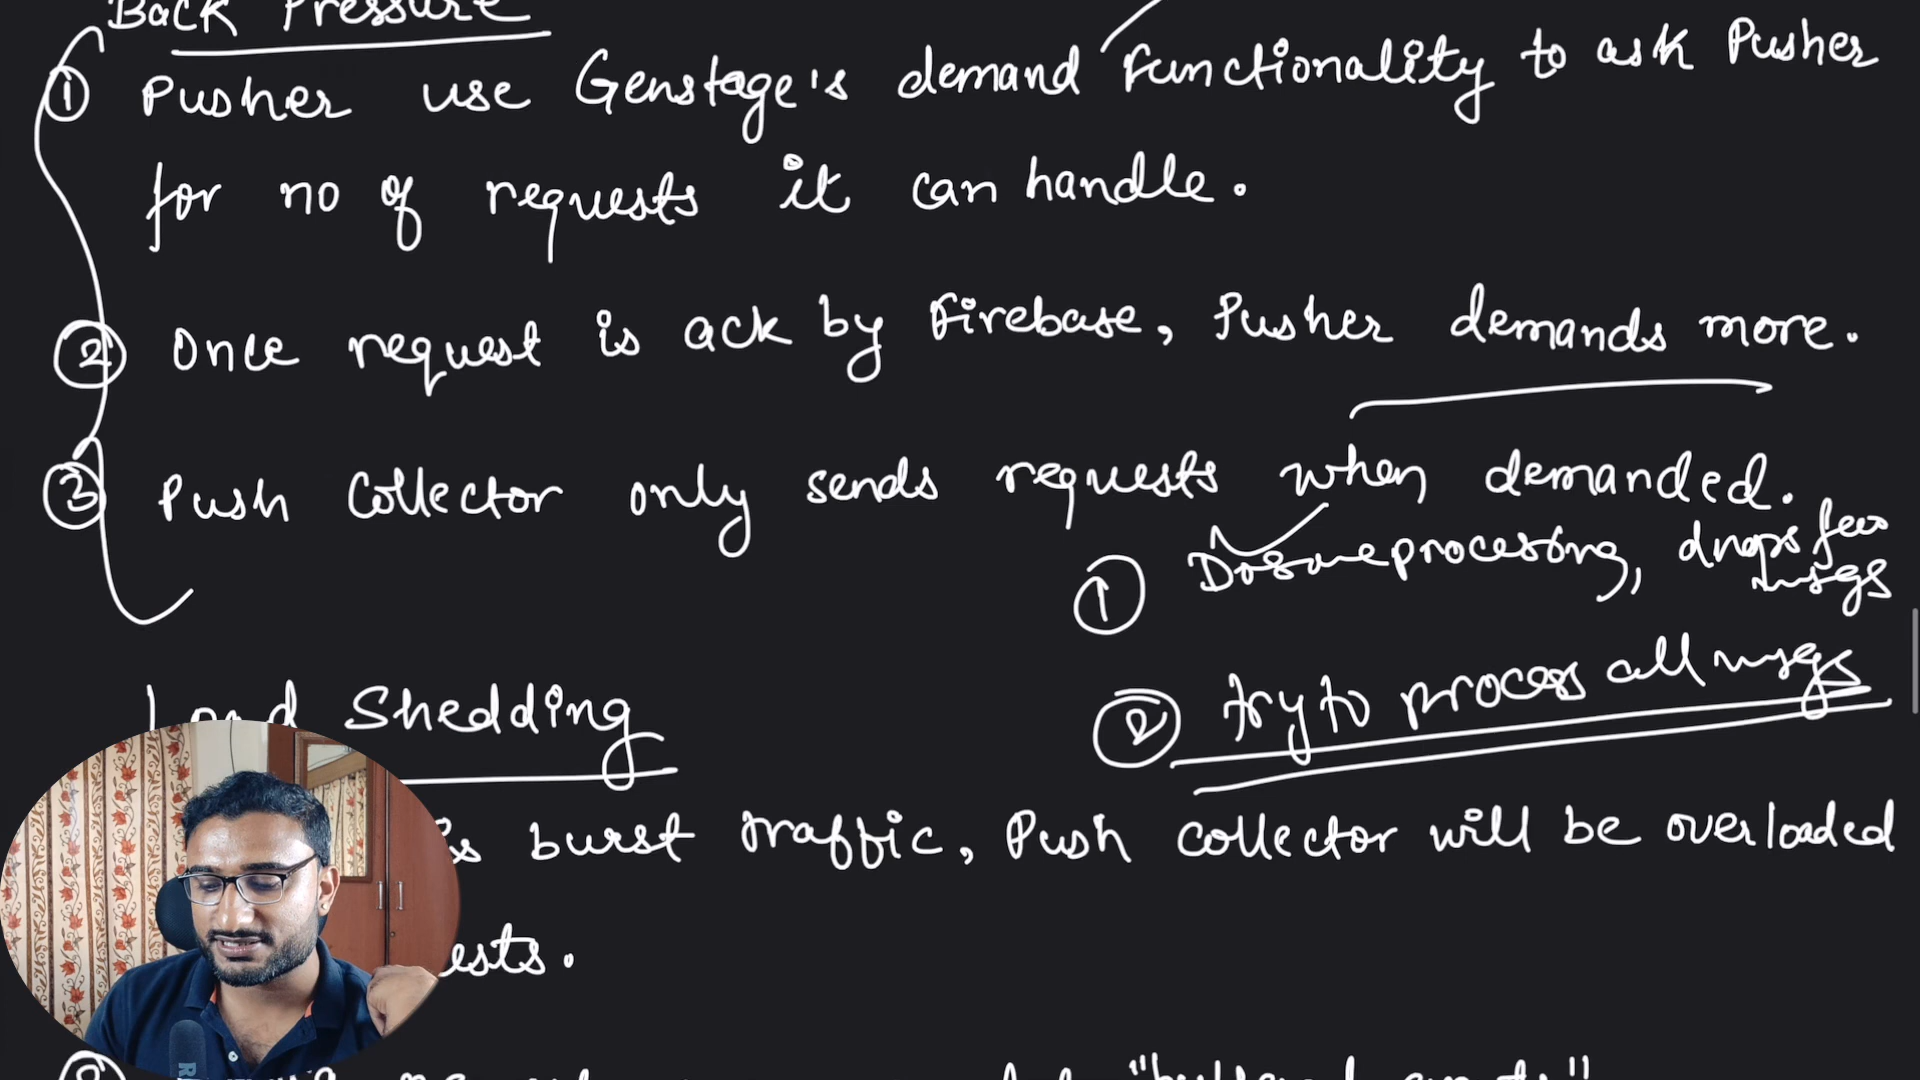 Back Pressure
① Pusher use Genstage's demand functionality to ask Pusher
for no of requests it can handle.
② Once request is ack by Firebase, Pusher demands more.
③ Push Collector only sends requests when demanded.
① Do some processing, drops few
msgs
② try to process all msgs
Load Shedding
burst traffic, Push collector will be overloaded
ests.
"buffered events"